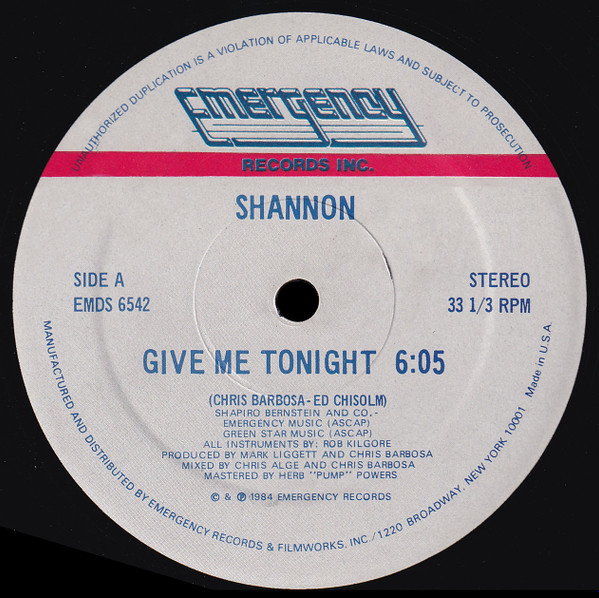 UNAUTHORIZED DUPLICATION IS A VIOLATION OF APPLICABLE LAWS AND SUBJECT TO PROSECUTION
EMERGENCY
RECORDS INC.
SHANNON
SIDE A
EMDS 6542
STEREO
33 1/3 RPM
GIVE ME TONIGHT 6:05
(CHRIS BARBOSA-ED CHISOLM)
SHAPIRO BERNSTEIN AND CO.-
EMERGENCY MUSIC (ASCAP)
GREEN STAR MUSIC (ASCAP)
ALL INSTRUMENTS BY: ROB KILGORE
PRODUCED BY MARK LIGGETT AND CHRIS BARBOSA
MIXED BY CHRIS ALGE AND CHRIS BARBOSA
MASTERED BY HERB "PUMP" POWERS
© & ℗ 1984 EMERGENCY RECORDS
MANUFACTURED AND DISTRIBUTED BY EMERGENCY RECORDS & FILMWORKS, INC./1220 BROADWAY, NEW YORK 10001 Made in U.S.A.